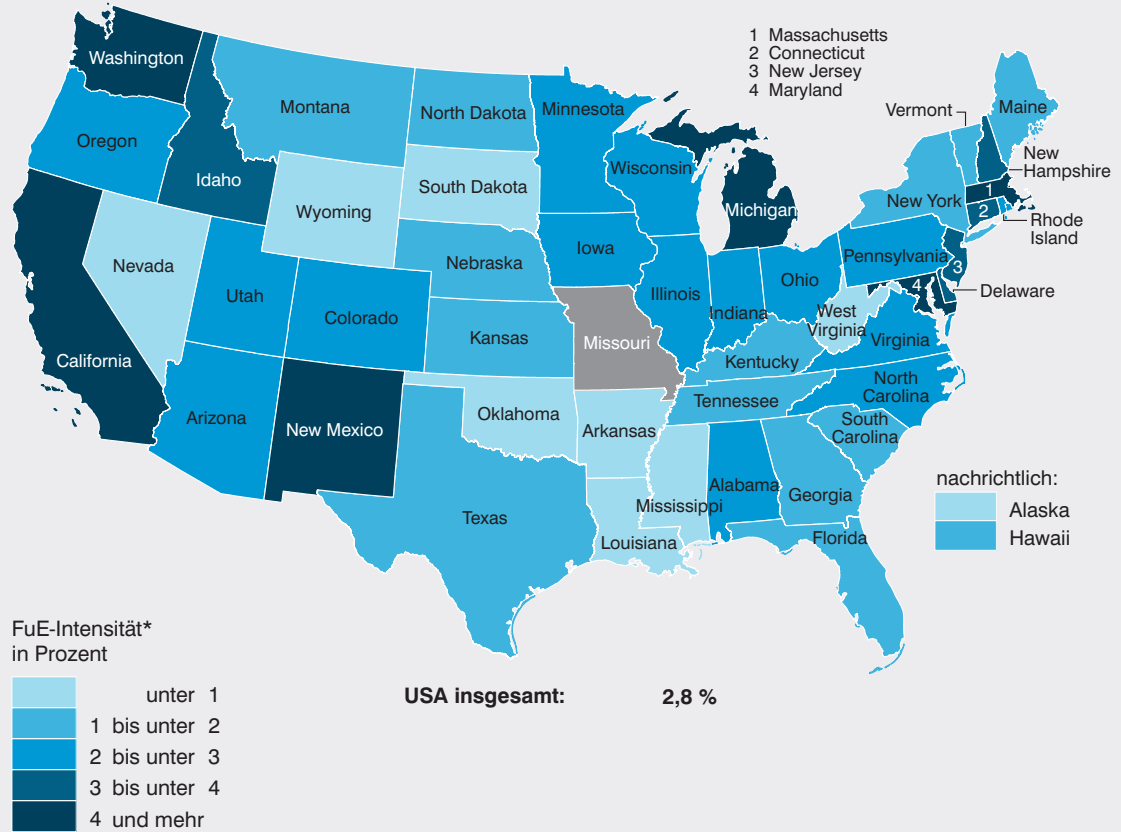 1 Massachusetts
2 Connecticut
3 New Jersey
4 Maryland
Washington
Montana
North Dakota
Minnesota
Vermont
Maine
Oregon
Idaho
Wyoming
South Dakota
Wisconsin
Michigan
New York
1
2
New
Hampshire
Rhode
Island
Nevada
Utah
Colorado
Nebraska
Iowa
Illinois
Indiana
Ohio
Pennsylvania
3
4
Delaware
California
Kansas
Missouri
West
Virginia
Virginia
Kentucky
Arizona
New Mexico
Oklahoma
Arkansas
Tennessee
North
Carolina
South
Carolina
Texas
Louisiana
Mississippi
Alabama
Georgia
Florida
nachrichtlich:
Alaska
Hawaii
FuE-Intensität*
in Prozent
unter 1
1 bis unter 2
2 bis unter 3
3 bis unter 4
4 und mehr
USA insgesamt: 2,8 %